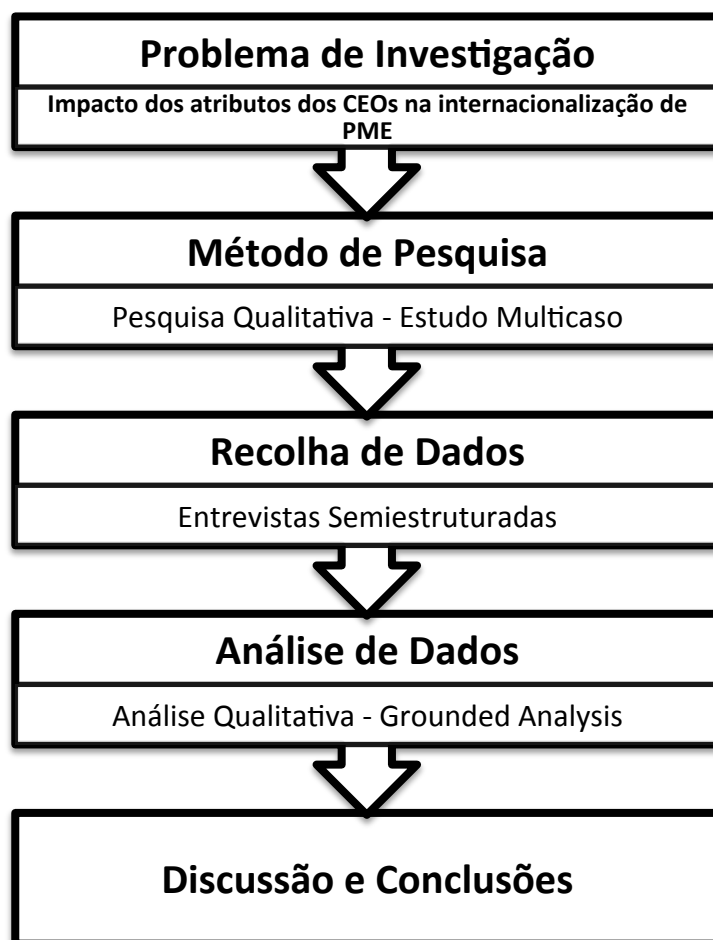 Problema de Investigação
Impacto dos atributos dos CEOs na internacionalização de
PME
Método de Pesquisa
Pesquisa Qualitativa - Estudo Multicaso
Recolha de Dados
Entrevistas Semiestruturadas
Análise de Dados
Análise Qualitativa - Grounded Analysis
Discussão e Conclusões